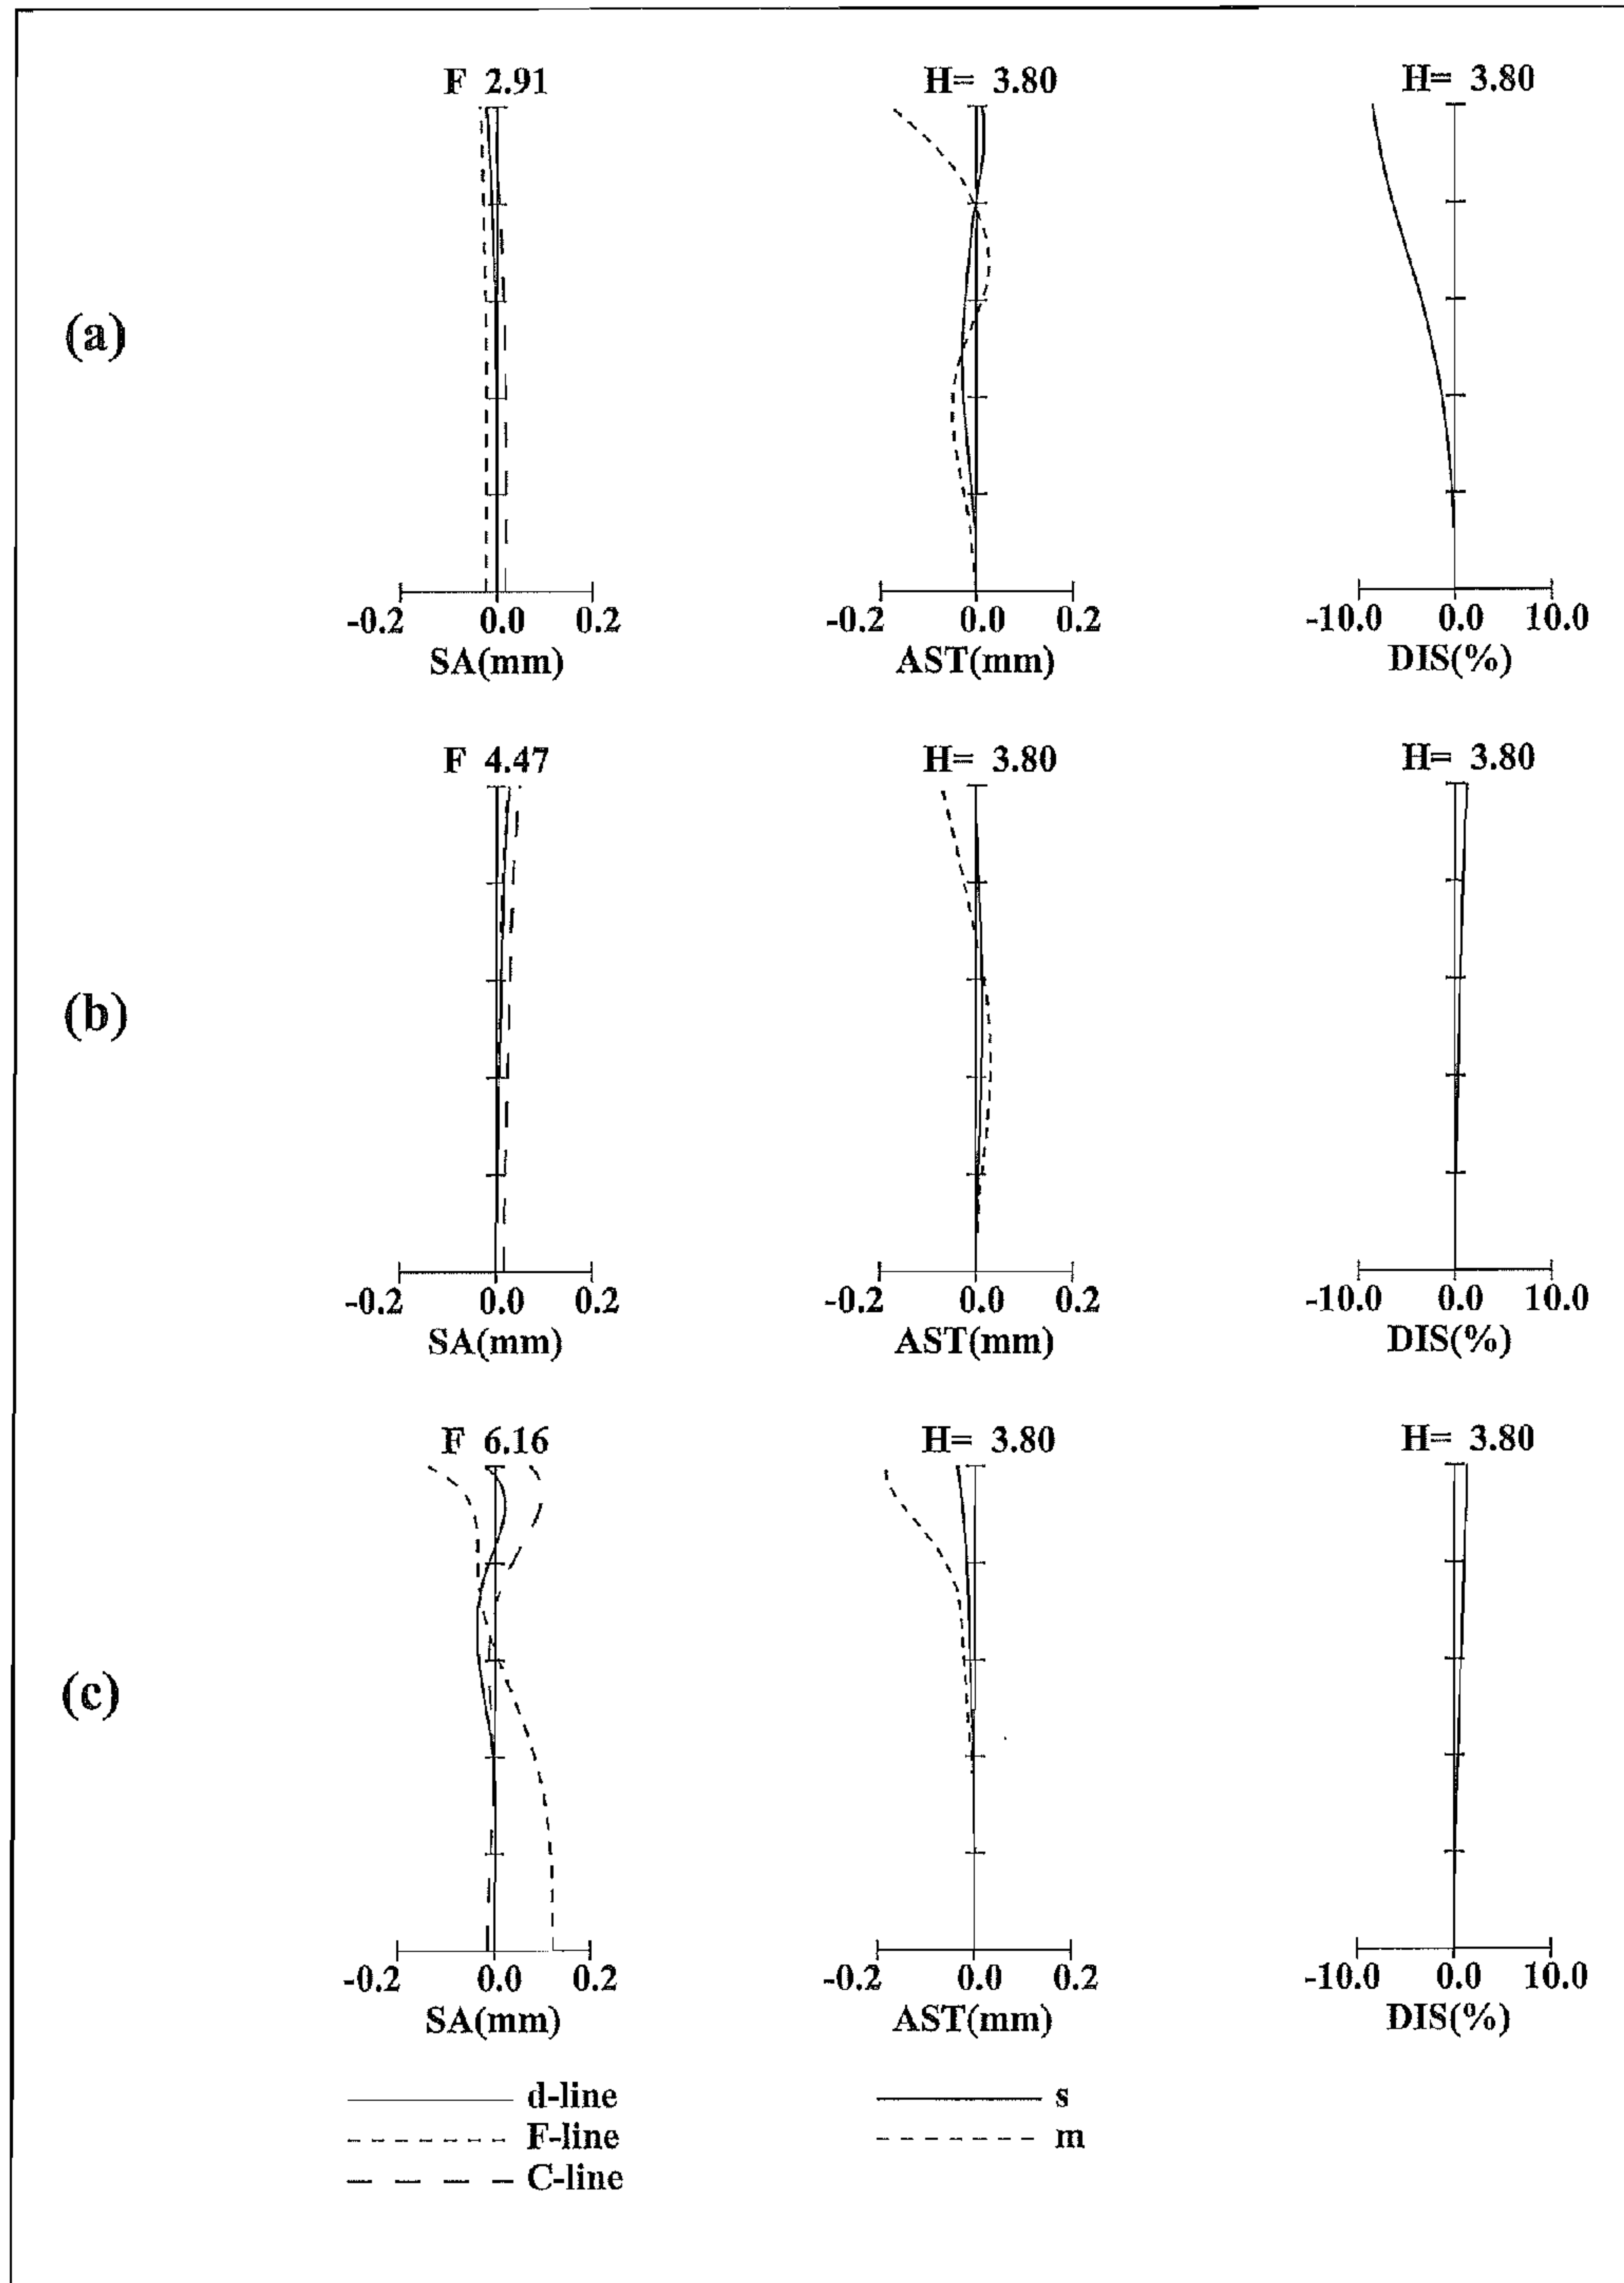 F 2.91 H= 3.80 H= 3.80
(a)
-0.2 0.0 0.2 -0.2 0.0 0.2 -10.0 0.0 10.0
SA(mm) AST(mm) DIS(%)
F 4.47 H= 3.80 H= 3.80
(b)
-0.2 0.0 0.2 -0.2 0.0 0.2 -10.0 0.0 10.0
SA(mm) AST(mm) DIS(%)
F 6.16 H= 3.80 H= 3.80
(c)
-0.2 0.0 0.2 -0.2 0.0 0.2 -10.0 0.0 10.0
SA(mm) AST(mm) DIS(%)
d-line s
F-line m
C-line